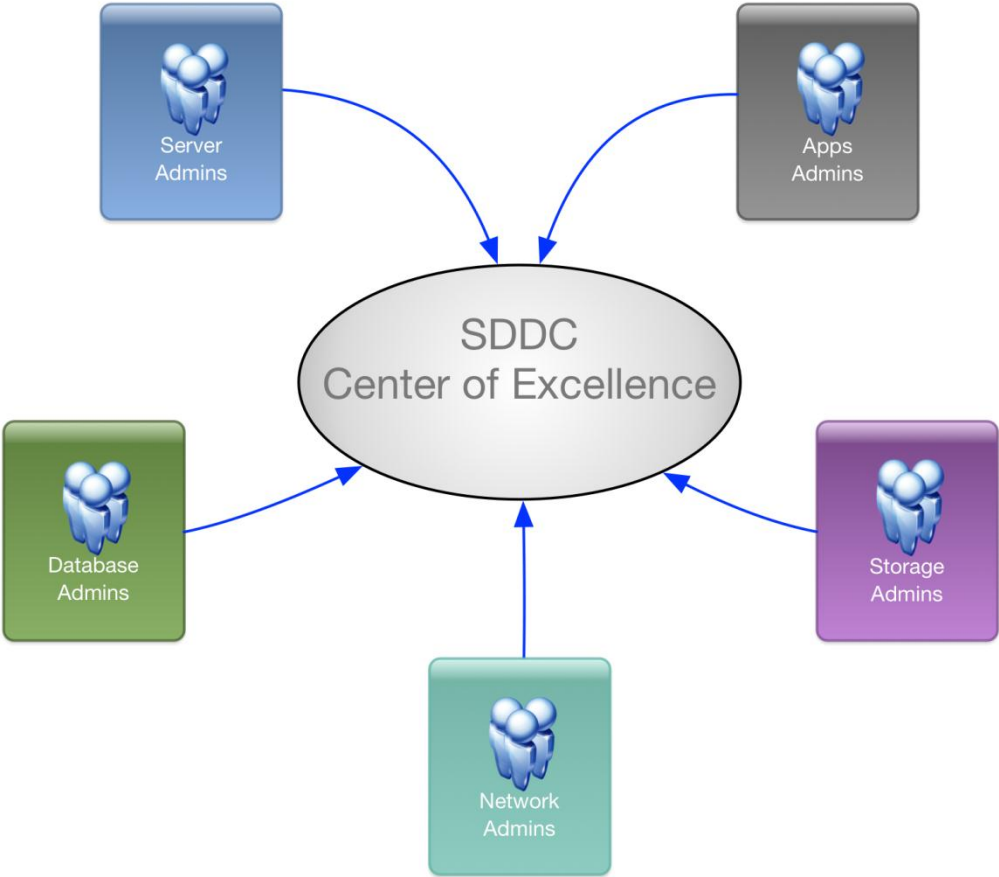 Server
Admins
Apps
Admins
SDDC
Center of Excellence
Database
Admins
Storage
Admins
Network
Admins